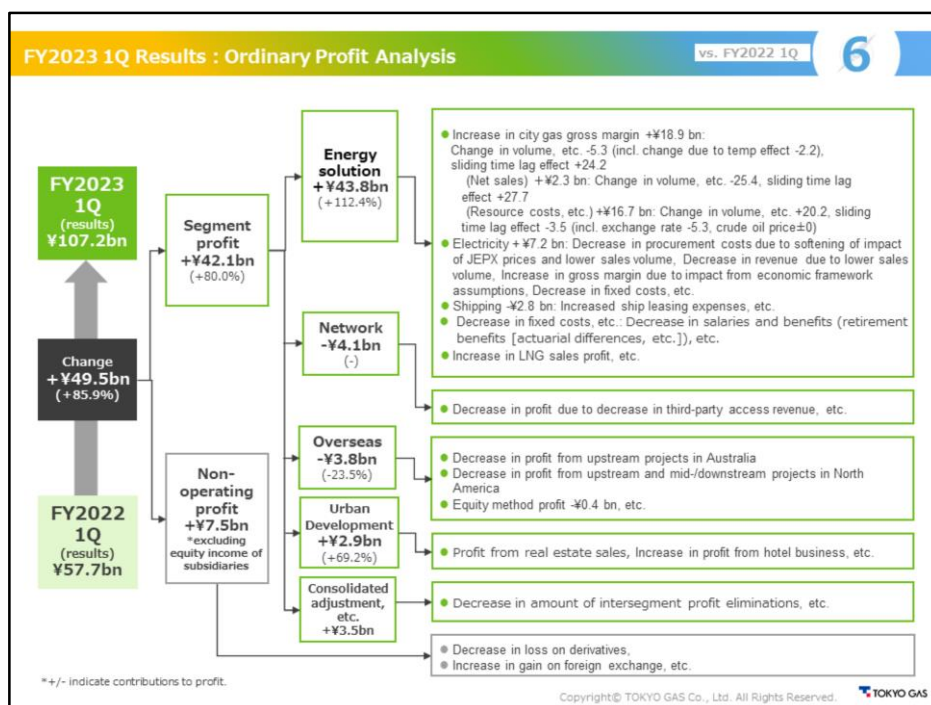 FY2023 1Q Results : Ordinary Profit Analysis
vs. FY2022 1Q
6
FY2023
1Q
(results)
¥107.2bn
Change
+¥49.5bn
(+85.9%)
FY2022
1Q
(results)
¥57.7bn
Segment
profit
+¥42.1bn
(+80.0%)
Non-
operating
profit
+¥7.5bn
*excluding
equity income of
subsidiaries
Energy
solution
+¥43.8bn
(+112.4%)
● Increase in city gas gross margin +¥18.9 bn:
Change in volume, etc. -5.3 (incl. change due to temp effect -2.2),
sliding time lag effect +24.2
(Net sales) +¥2.3 bn: Change in volume, etc. -25.4, sliding time lag
effect +27.7
(Resource costs, etc.) +¥16.7 bn: Change in volume, etc. +20.2, sliding
time lag effect -3.5 (incl. exchange rate -5.3, crude oil price±0)
● Electricity + ¥7.2 bn: Decrease in procurement costs due to softening of impact
of JEPX prices and lower sales volume, Decrease in revenue due to lower sales
volume, Increase in gross margin due to impact from economic framework
assumptions, Decrease in fixed costs, etc.
● Shipping -¥2.8 bn: Increased ship leasing expenses, etc.
● Decrease in fixed costs, etc.: Decrease in salaries and benefits (retirement
benefits [actuarial differences, etc.]), etc.
● Increase in LNG sales profit, etc.
Network
-¥4.1bn
(-)
● Decrease in profit due to decrease in third-party access revenue, etc.
Overseas
-¥3.8bn
(-23.5%)
● Decrease in profit from upstream projects in Australia
● Decrease in profit from upstream and mid-/downstream projects in North
America
● Equity method profit -¥0.4 bn, etc.
Urban
Development
+¥2.9bn
(+69.2%)
● Profit from real estate sales, Increase in profit from hotel business, etc.
Consolidated
adjustment,
etc.
+¥3.5bn
● Decrease in amount of intersegment profit eliminations, etc.
● Decrease in loss on derivatives,
● Increase in gain on foreign exchange, etc.
*+/- indicate contributions to profit.
Copyright© TOKYO GAS Co., Ltd. All Rights Reserved.
TOKYO GAS